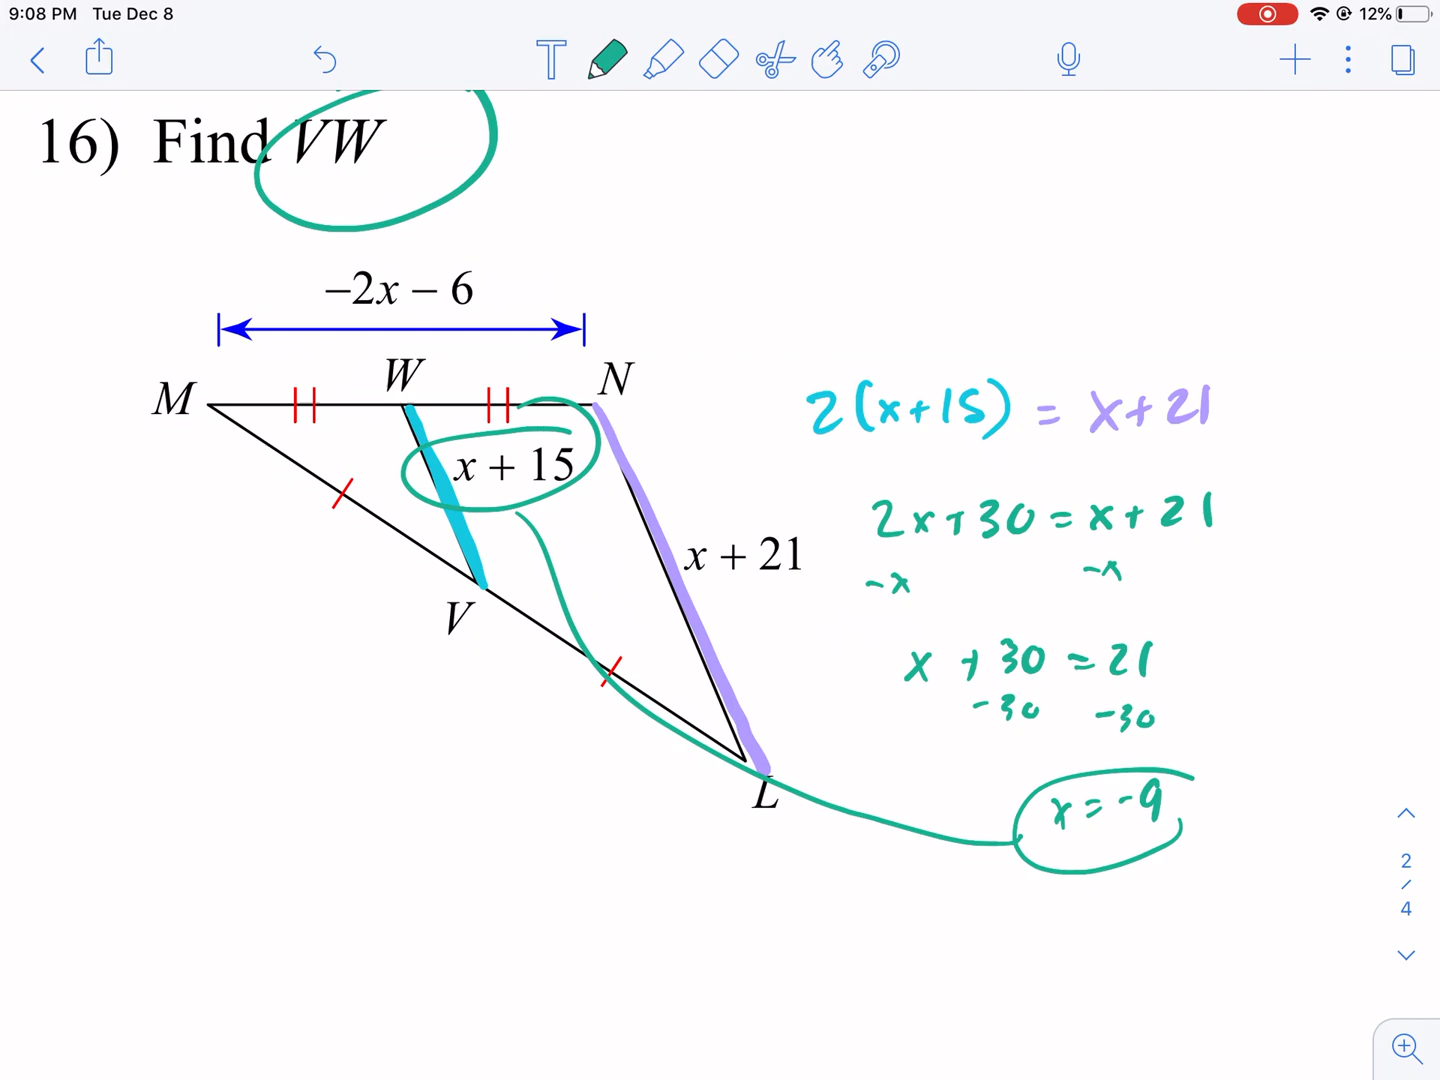 9:08 PM Tue Dec 8 12%
16) Find VW
−2x − 6
M W N
x + 15
x + 21
V
L
2(x+15) = x+21
2x+30 = x+21
-x -x
x + 30 = 21
-30 -30
x = -9
2
/
4